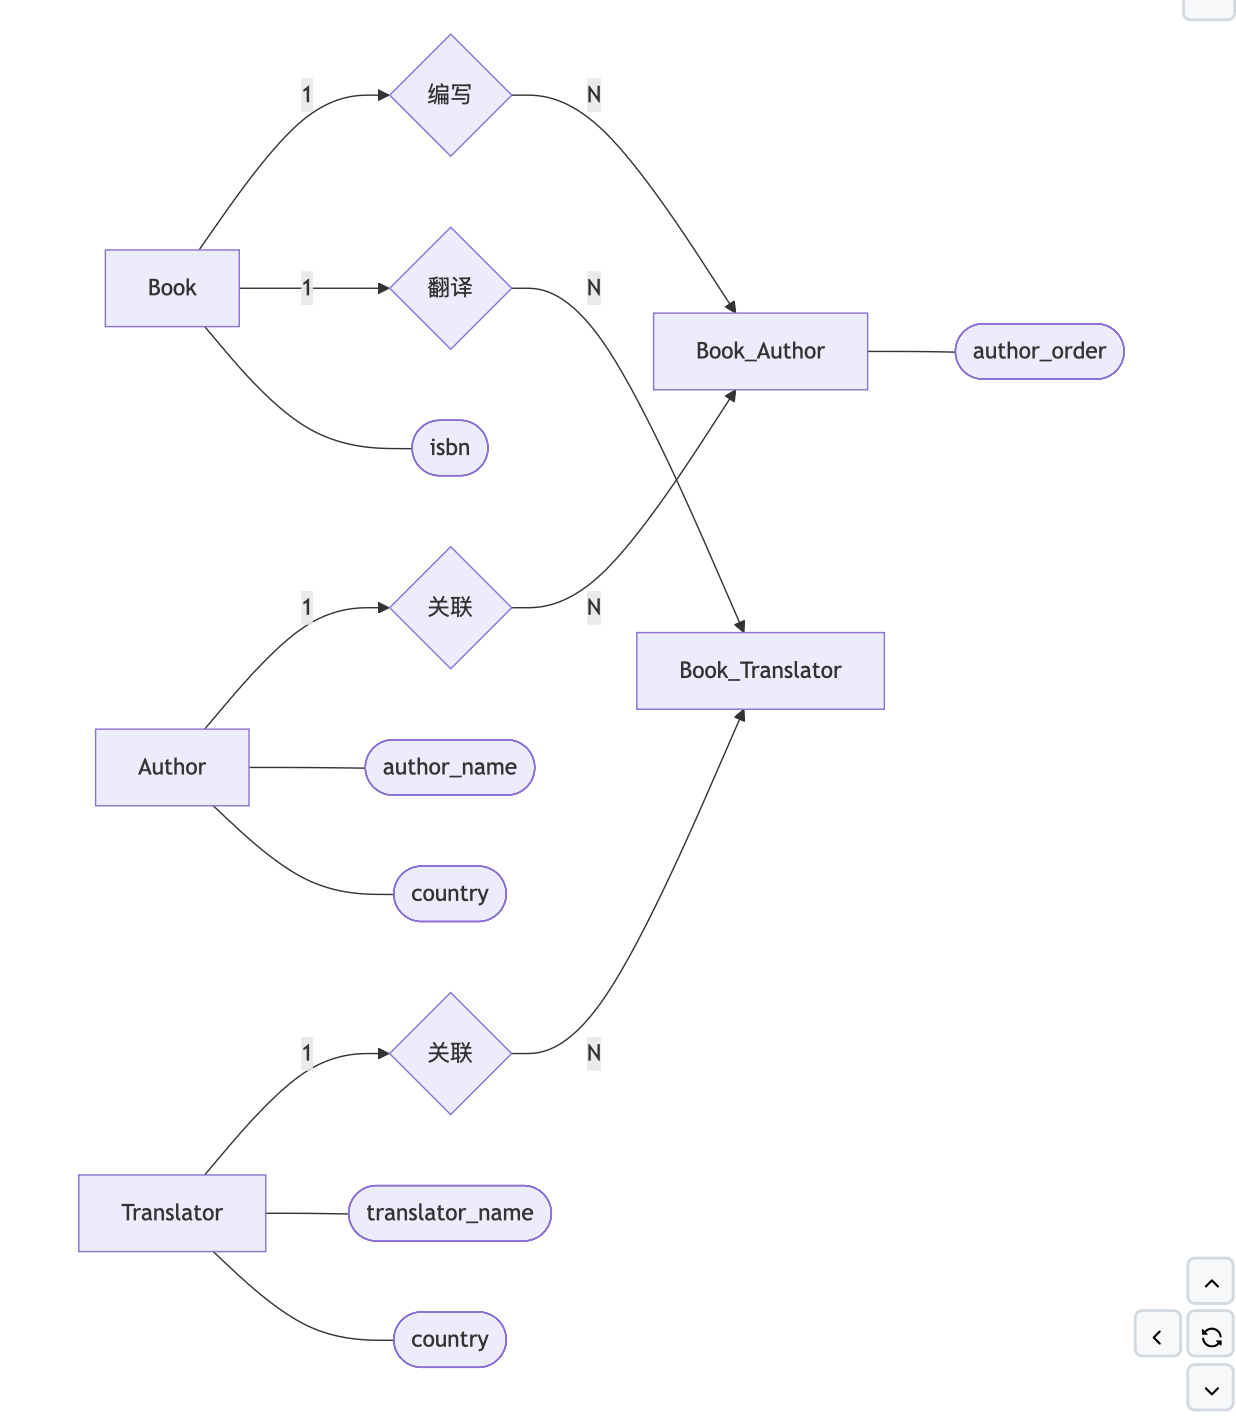 1
编写
N
Book
1
翻译
N
Book_Author
author_order
isbn
1
关联
N
Book_Translator
Author
author_name
country
1
关联
N
Translator
translator_name
country